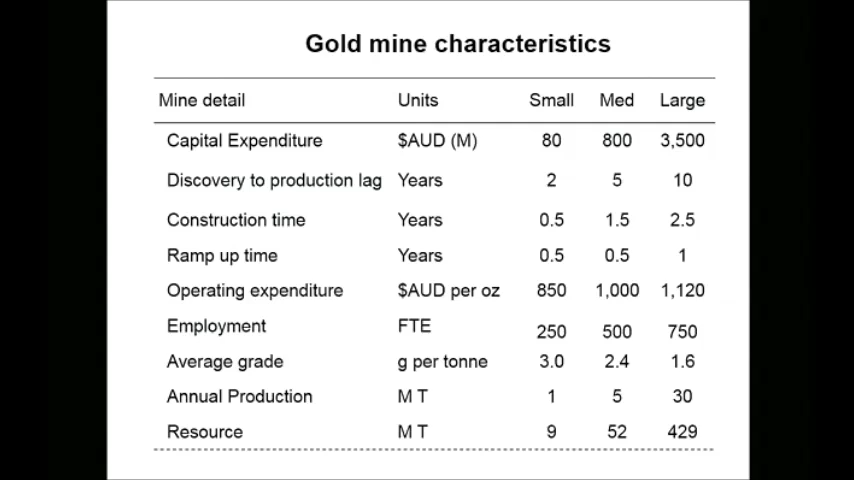 Gold mine characteristics
Mine detail Units Small Med Large
Capital Expenditure $AUD (M) 80 800 3,500
Discovery to production lag Years 2 5 10
Construction time Years 0.5 1.5 2.5
Ramp up time Years 0.5 0.5 1
Operating expenditure $AUD per oz 850 1,000 1,120
Employment FTE 250 500 750
Average grade g per tonne 3.0 2.4 1.6
Annual Production M T 1 5 30
Resource M T 9 52 429